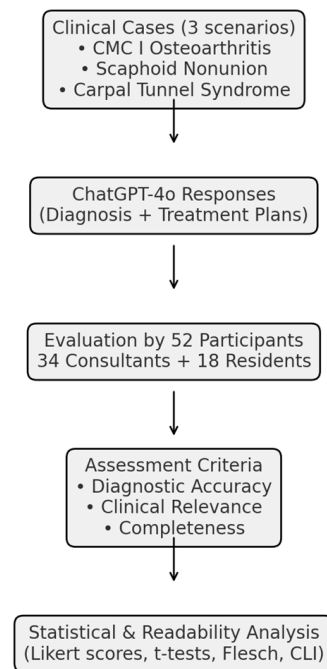 Clinical Cases (3 scenarios)
• CMC I Osteoarthritis
• Scaphoid Nonunion
• Carpal Tunnel Syndrome
ChatGPT-4o Responses
(Diagnosis + Treatment Plans)
Evaluation by 52 Participants
34 Consultants + 18 Residents
Assessment Criteria
• Diagnostic Accuracy
• Clinical Relevance
• Completeness
Statistical & Readability Analysis
(Likert scores, t-tests, Flesch, CLI)